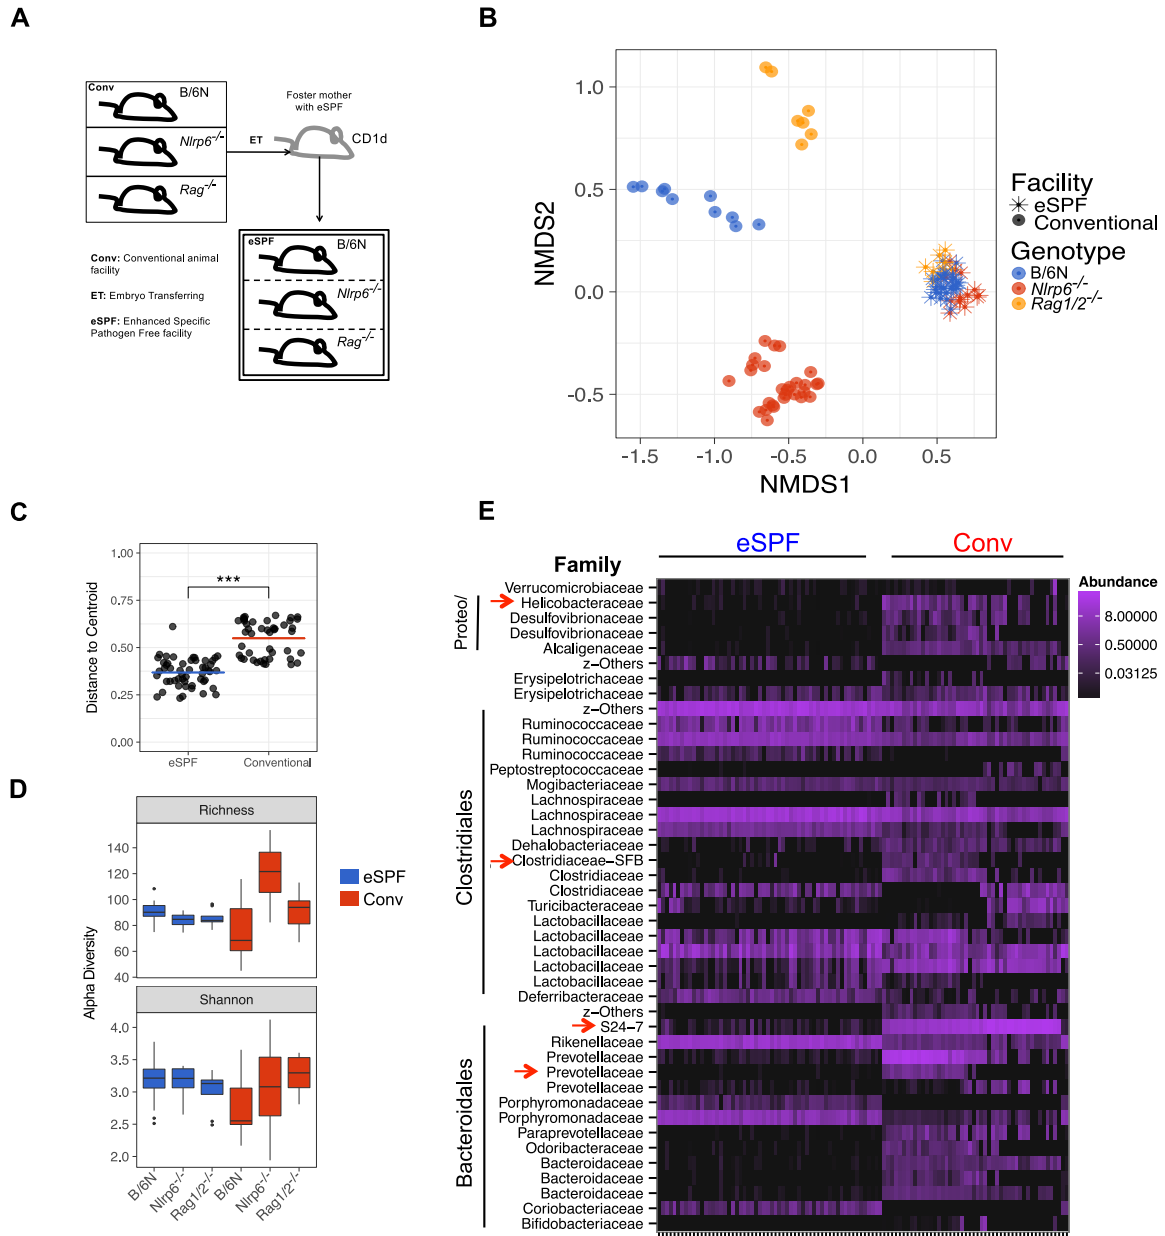 A
Conv
B/6N
Nlrp6-/-
Rag-/-
ET
Foster mother
with eSPF
CD1d
eSPF
B/6N
Nlrp6-/-
Rag-/-
Conv: Conventional animal
facility
ET: Embryo Transferring
eSPF: Enhanced Specific
Pathogen Free facility
B
NMDS2
1.0
0.5
0.0
-0.5
-1.5
-1.0
-0.5
0.0
0.5
NMDS1
Facility
eSPF
Conventional
Genotype
B/6N
Nlrp6-/-
Rag1/2-/-
C
Distance to Centroid
1.00
0.75
0.50
0.25
0.00
***
eSPF
Conventional
D
Alpha Diversity
Richness
140
120
100
80
60
40
Shannon
4.0
3.5
3.0
2.5
2.0
B/6N
Nlrp6-/-
Rag1/2-/-
B/6N
Nlrp6-/-
Rag1/2-/-
eSPF
Conv
E
eSPF
Conv
Family
Proteo/
Clostridiales
Bacteroidales
Verrucomicrobiaceae
Helicobacteraceae
Desulfovibrionaceae
Desulfovibrionaceae
Alcaligenaceae
z-Others
Erysipelotrichaceae
Erysipelotrichaceae
z-Others
Ruminococcaceae
Ruminococcaceae
Ruminococcaceae
Peptostreptococcaceae
Mogibacteriaceae
Lachnospiraceae
Lachnospiraceae
Lachnospiraceae
Dehalobacteriaceae
Clostridiaceae-SFB
Clostridiaceae
Clostridiaceae
Turicibacteraceae
Lactobacillaceae
Lactobacillaceae
Lactobacillaceae
Lactobacillaceae
Lactobacillaceae
Deferribacteraceae
z-Others
S24-7
Rikenellaceae
Prevotellaceae
Prevotellaceae
Prevotellaceae
Porphyromonadaceae
Porphyromonadaceae
Paraprevotellaceae
Odoribacteraceae
Bacteroidaceae
Bacteroidaceae
Bacteroidaceae
Coriobacteriaceae
Bifidobacteriaceae
Abundance
8.00000
0.50000
0.03125